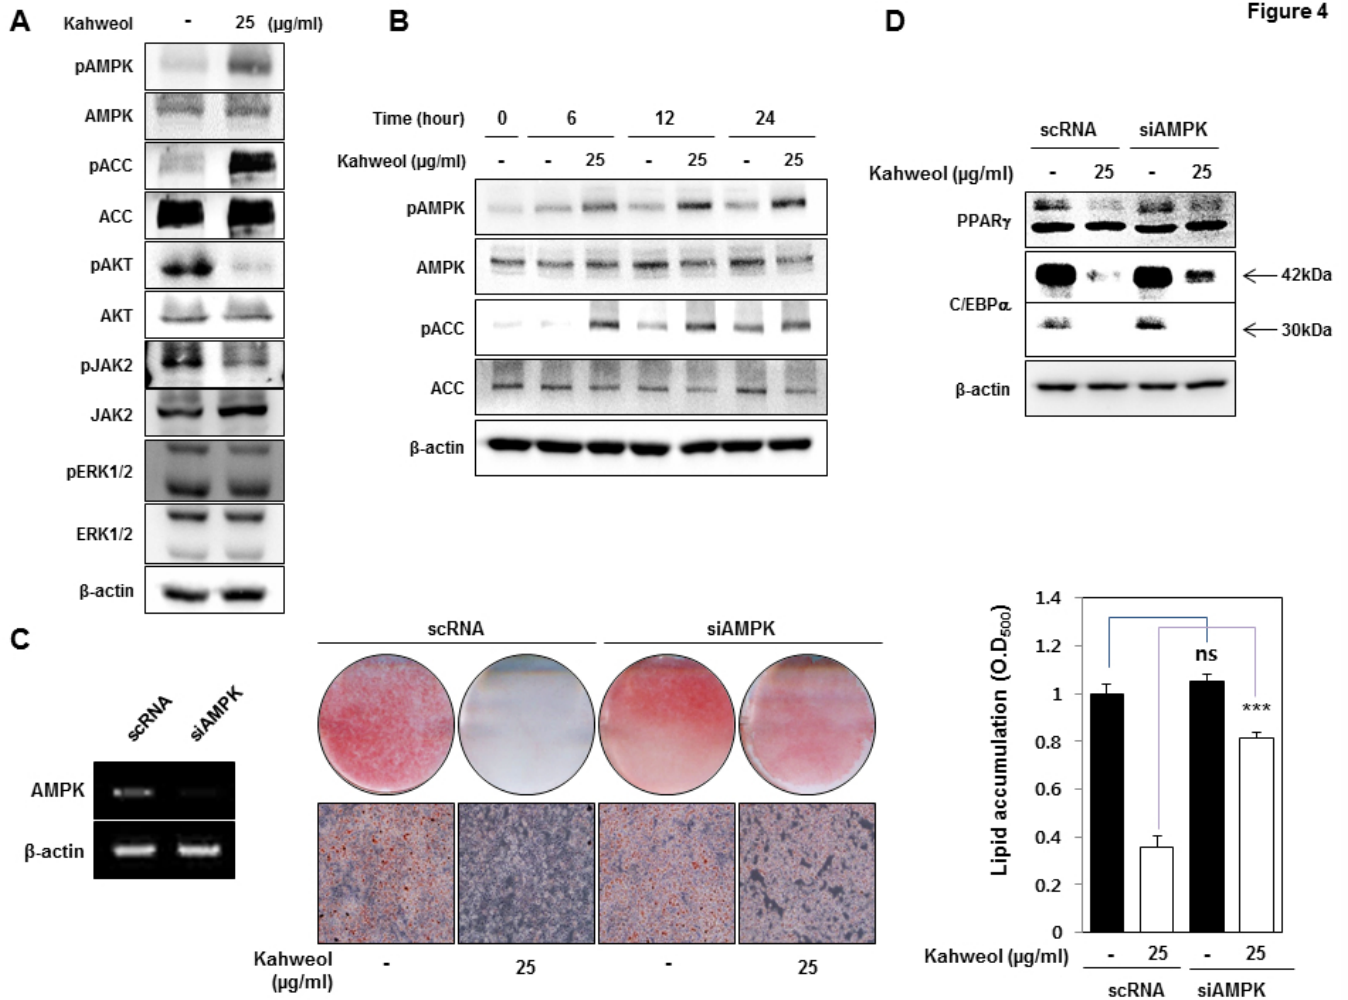 Figure 4
A
Kahweol - 25 (μg/ml)
pAMPK
AMPK
pACC
ACC
pAKT
AKT
pJAK2
JAK2
pERK1/2
ERK1/2
β-actin
B
Time (hour) 0 6 12 24
Kahweol (μg/ml) - - 25 - 25 - 25
pAMPK
AMPK
pACC
ACC
β-actin
D
scRNA siAMPK
Kahweol (μg/ml) - 25 - 25
PPARγ
C/EBPα
42kDa
30kDa
β-actin
C
scRNA siAMPK
AMPK
β-actin
scRNA siAMPK
Kahweol
(μg/ml)
- 25 - 25
Lipid accumulation (O.D500)
1.4
1.2
1
0.8
0.6
0.4
0.2
0
ns
***
Kahweol (μg/ml) - 25 - 25
scRNA siAMPK